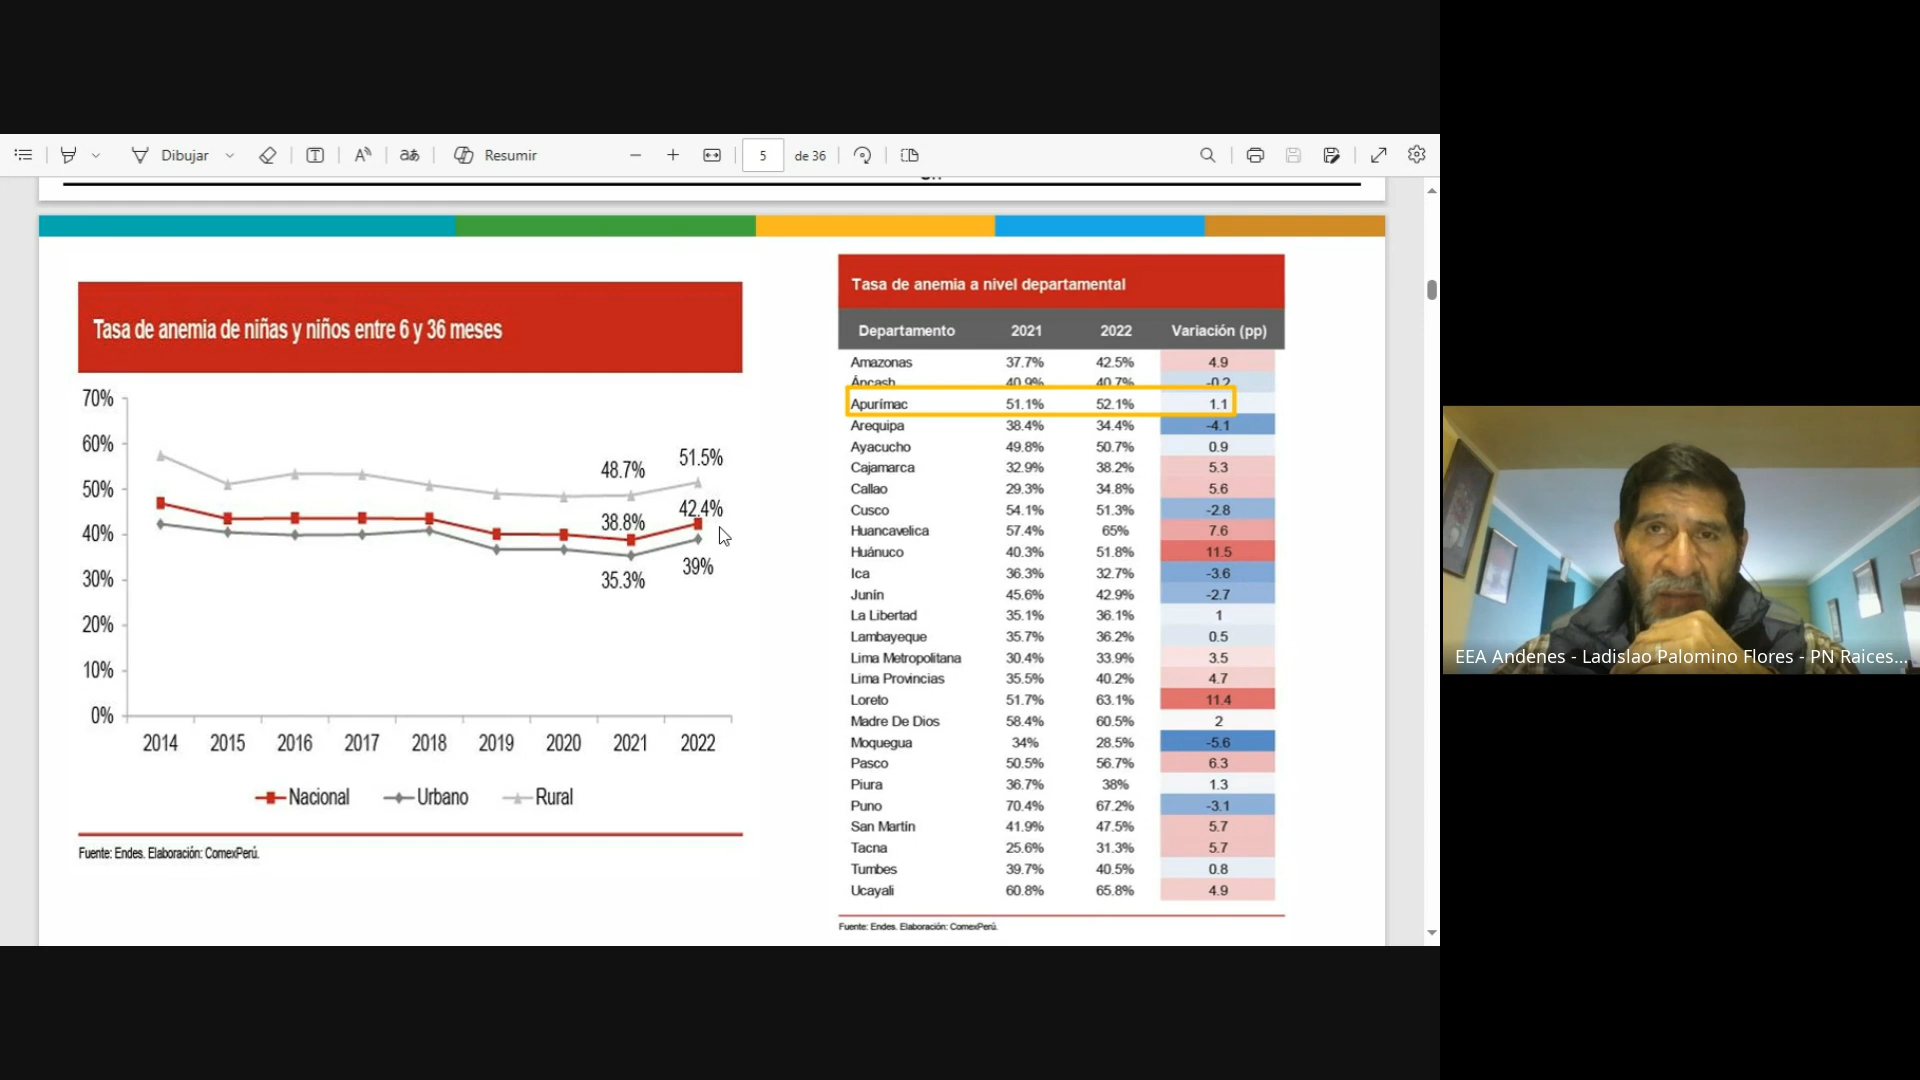 Dibujar
Resumir
5 de 36
Tasa de anemia de niñas y niños entre 6 y 36 meses
70%
60%
50%
40%
30%
20%
10%
0%
48.7%
51.5%
38.8%
42.4%
35.3%
39%
2014 2015 2016 2017 2018 2019 2020 2021 2022
Nacional Urbano Rural
Fuente: Endes. Elaboración: ComexPerú.
Tasa de anemia a nivel departamental
Departamento 2021 2022 Variación (pp)
Amazonas 37.7% 42.5% 4.9
Áncash 40.9% 40.7% -0.2
Apurímac 51.1% 52.1% 1.1
Arequipa 38.4% 34.4% -4.1
Ayacucho 49.8% 50.7% 0.9
Cajamarca 32.9% 38.2% 5.3
Callao 29.3% 34.8% 5.6
Cusco 54.1% 51.3% -2.8
Huancavelica 57.4% 65% 7.6
Huánuco 40.3% 51.8% 11.5
Ica 36.3% 32.7% -3.6
Junín 45.6% 42.9% -2.7
La Libertad 35.1% 36.1% 1
Lambayeque 35.7% 36.2% 0.5
Lima Metropolitana 30.4% 33.9% 3.5
Lima Provincias 35.5% 40.2% 4.7
Loreto 51.7% 63.1% 11.4
Madre De Dios 58.4% 60.5% 2
Moquegua 34% 28.5% -5.6
Pasco 50.5% 56.7% 6.3
Piura 36.7% 38% 1.3
Puno 70.4% 67.2% -3.1
San Martín 41.9% 47.5% 5.7
Tacna 25.6% 31.3% 5.7
Tumbes 39.7% 40.5% 0.8
Ucayali 60.8% 65.8% 4.9
Fuente: Endes. Elaboración: ComexPerú.
EEA Andenes - Ladislao Palomino Flores - PN Raices...